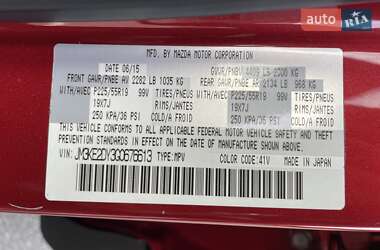 MFD BY MAZDA MOTOR CORPORATION
DATE 06/15 GVWR/PNBV 4409 LB 2000 KG
FRONT GAWR/PNBE AV 2282 LB 1035 KG REAR GAWR/PNBE AR 2134 LB 968 KG
WITH/AVEC P225/55R19 99V TIRES/PNEUS WITH/AVEC P225/55R19 99V TIRES/PNEUS
19X7J RIMS/JANTES 19X7J RIMS/JANTES
250 KPA/36 PSI COLD/A FROID 250 KPA/36 PSI COLD/A FROID
THIS VEHICLE CONFORMS TO ALL APPLICABLE FEDERAL MOTOR VEHICLE SAFETY, BUMPER,
AND THEFT PREVENTION STANDARDS IN EFFECT ON THE DATE OF MANUFACTURE SHOWN ABOVE.
VIN: JM3KE2DY3G0676613 TYPE: MPV COLOR CODE: 41V MADE IN JAPAN